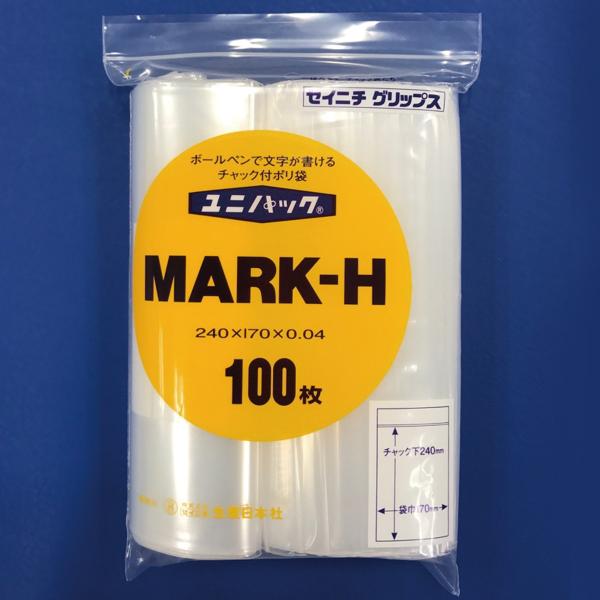 セイニチ グリップス
ボールペンで文字が書ける
チャック付ポリ袋
ユニパック®
MARK-H
240×170×0.04
100枚
チャック下240mm
袋巾170mm
生産日本社